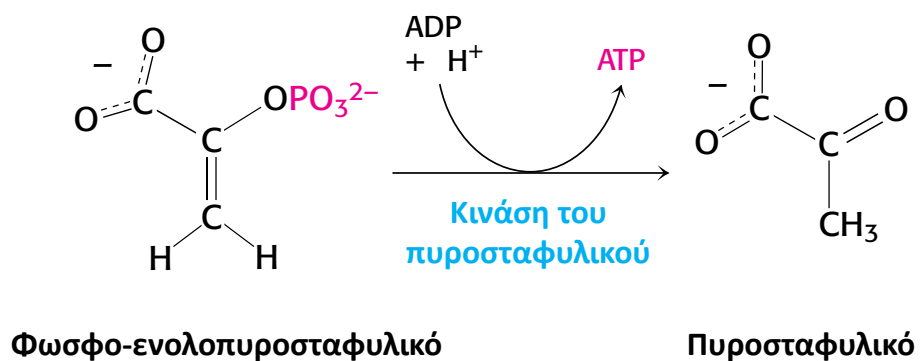 O
–
O
C
OPO₃²⁻
C
C
H
H
ADP
+ H⁺
ATP
Κινάση του
πυροσταφυλικού
O
–
O
C
O
C
CH₃
Φωσφο-ενολοπυροσταφυλικό
Πυροσταφυλικό